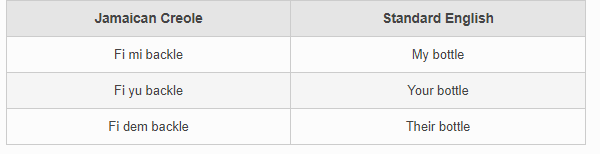 Jamaican Creole Standard English
Fi mi backle My bottle
Fi yu backle Your bottle
Fi dem backle Their bottle